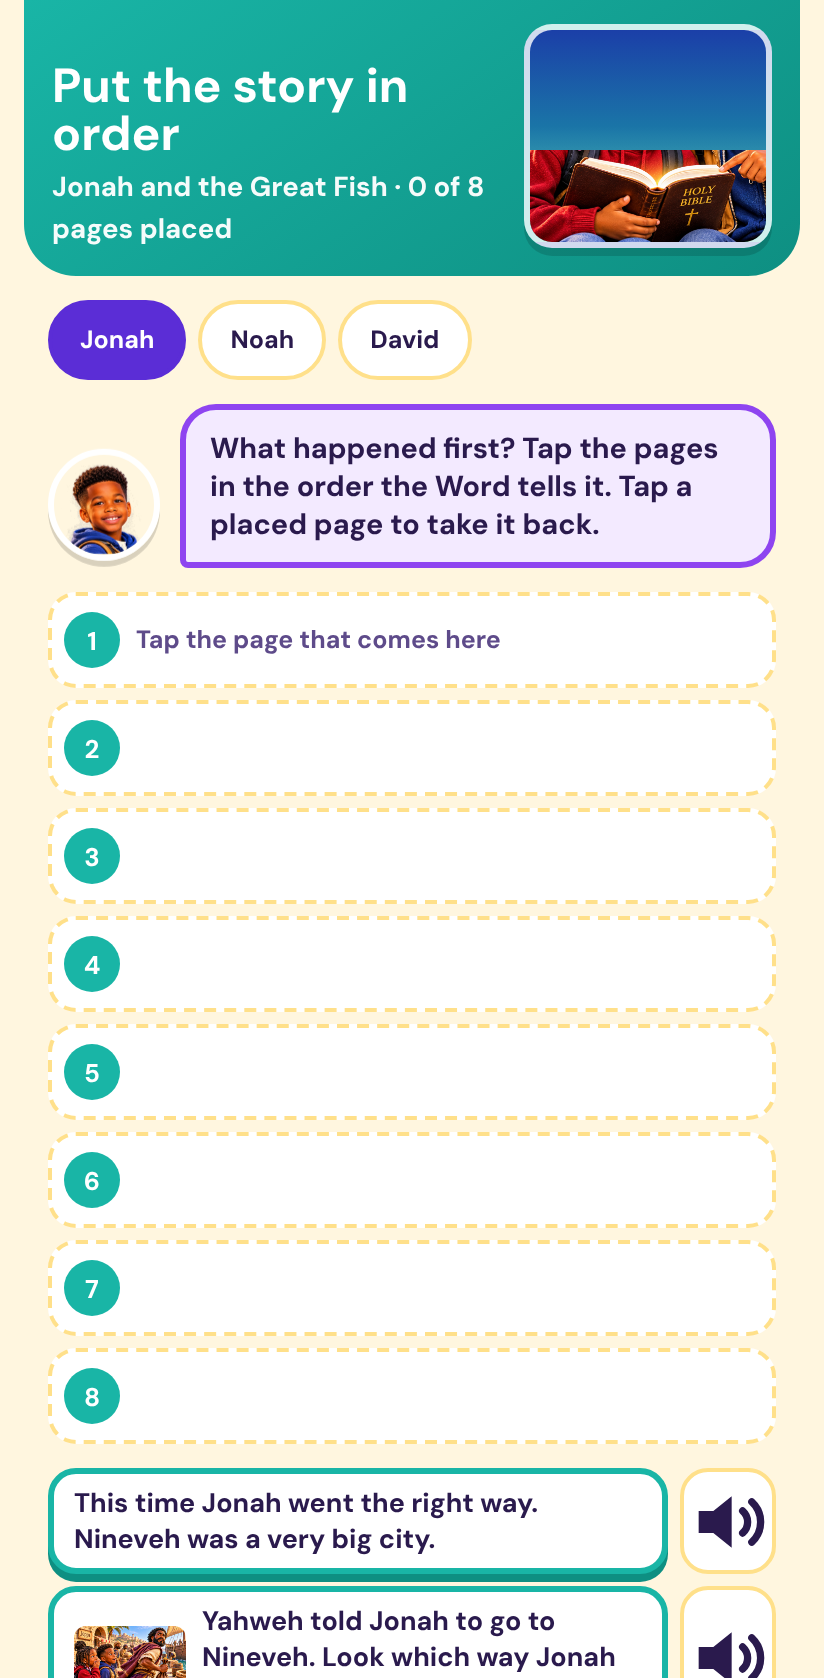 Put the story in
order
Jonah and the Great Fish · 0 of 8
pages placed
HOLY
BIBLE
Jonah
Noah
David
What happened first? Tap the pages
in the order the Word tells it. Tap a
placed page to take it back.
1 Tap the page that comes here
2
3
4
5
6
7
8
This time Jonah went the right way.
Nineveh was a very big city.
Yahweh told Jonah to go to
Nineveh. Look which way Jonah